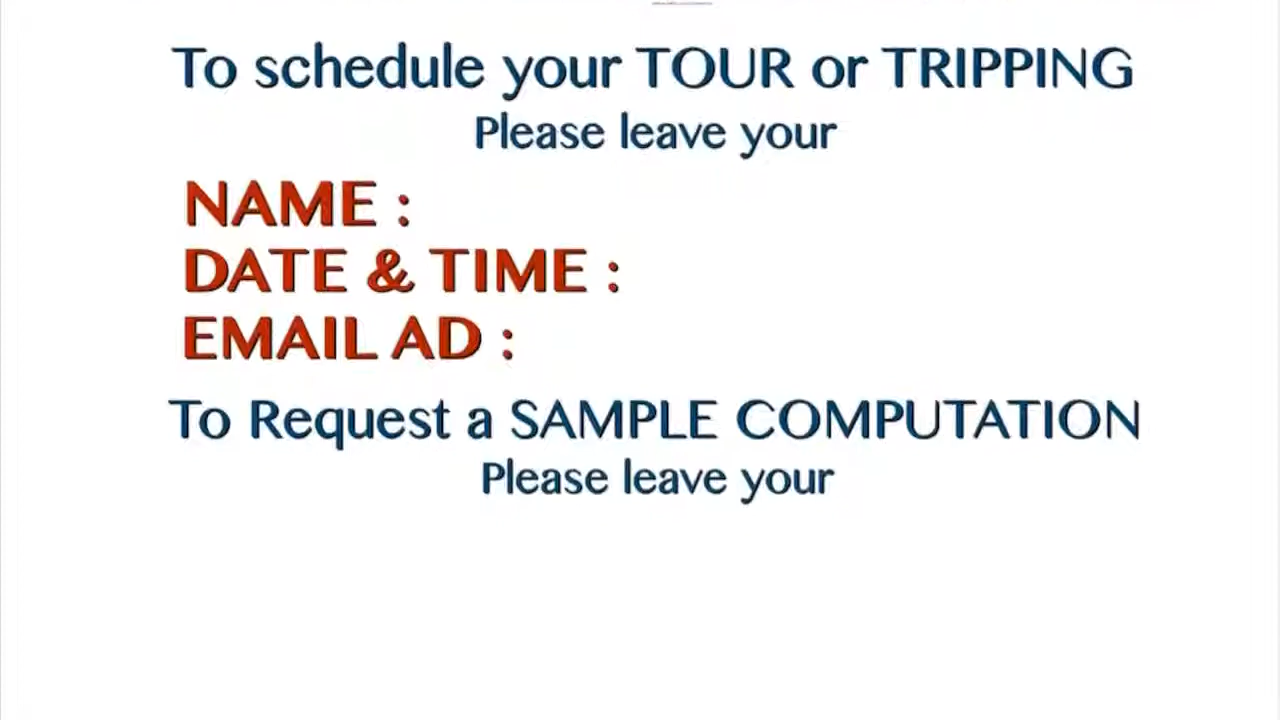 To schedule your TOUR or TRIPPING
Please leave your
NAME :
DATE & TIME :
EMAIL AD :
To Request a SAMPLE COMPUTATION
Please leave your